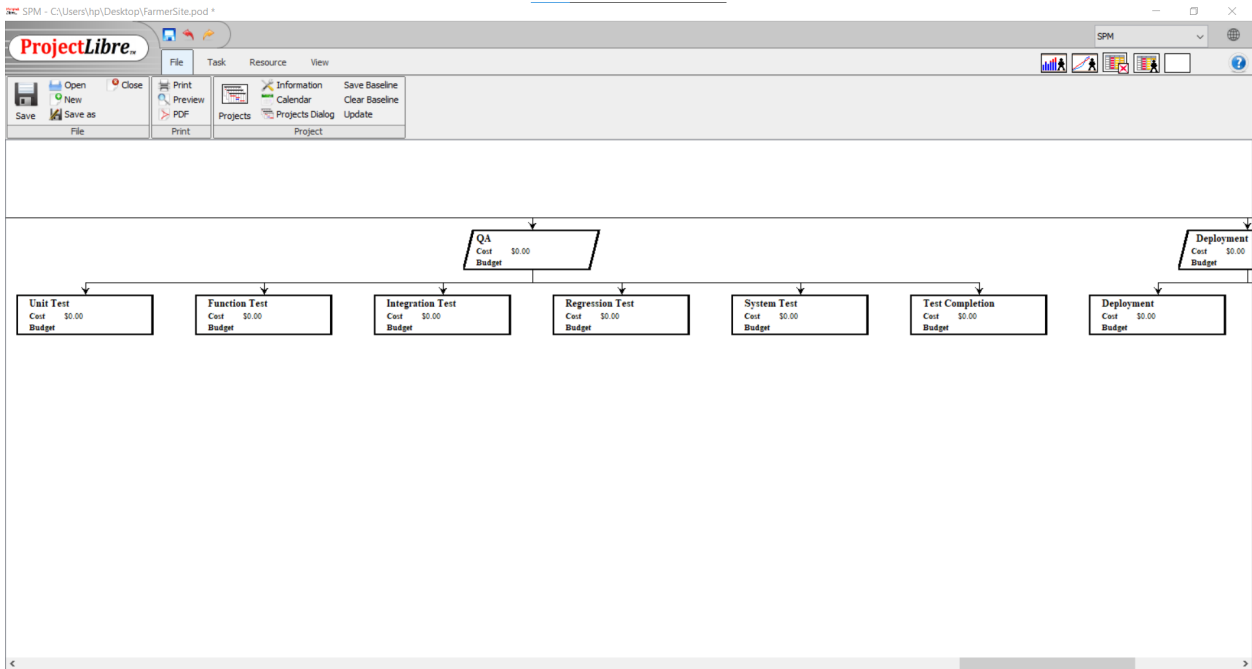 SPM - C:\Users\hp\Desktop\FarmerSite.pod *
ProjectLibre
SPM
File Task Resource View
Save Open New Save as Close
File
Print Preview PDF
Print
Projects Information Calendar Projects Dialog Save Baseline Clear Baseline Update
Project
QA
Cost $0.00
Budget
Deployment
Cost $0.00
Budget
Unit Test
Cost $0.00
Budget
Function Test
Cost $0.00
Budget
Integration Test
Cost $0.00
Budget
Regression Test
Cost $0.00
Budget
System Test
Cost $0.00
Budget
Test Completion
Cost $0.00
Budget
Deployment
Cost $0.00
Budget